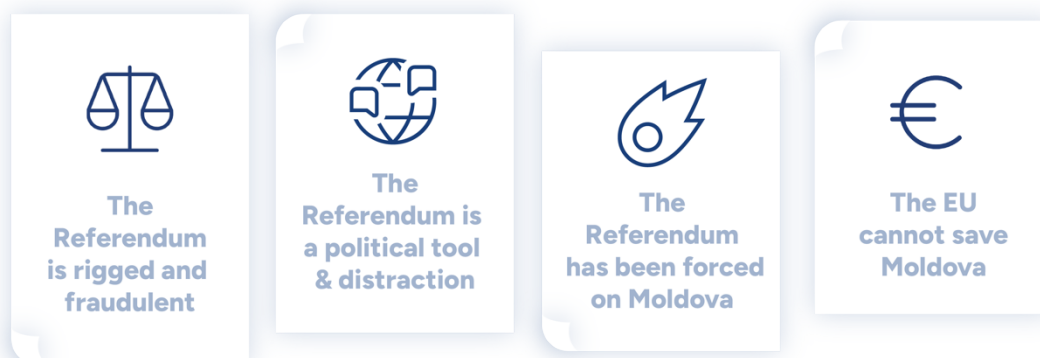 The
Referendum
is rigged and
fraudulent
The
Referendum is
a political tool
& distraction
The
Referendum
has been forced
on Moldova
The EU
cannot save
Moldova